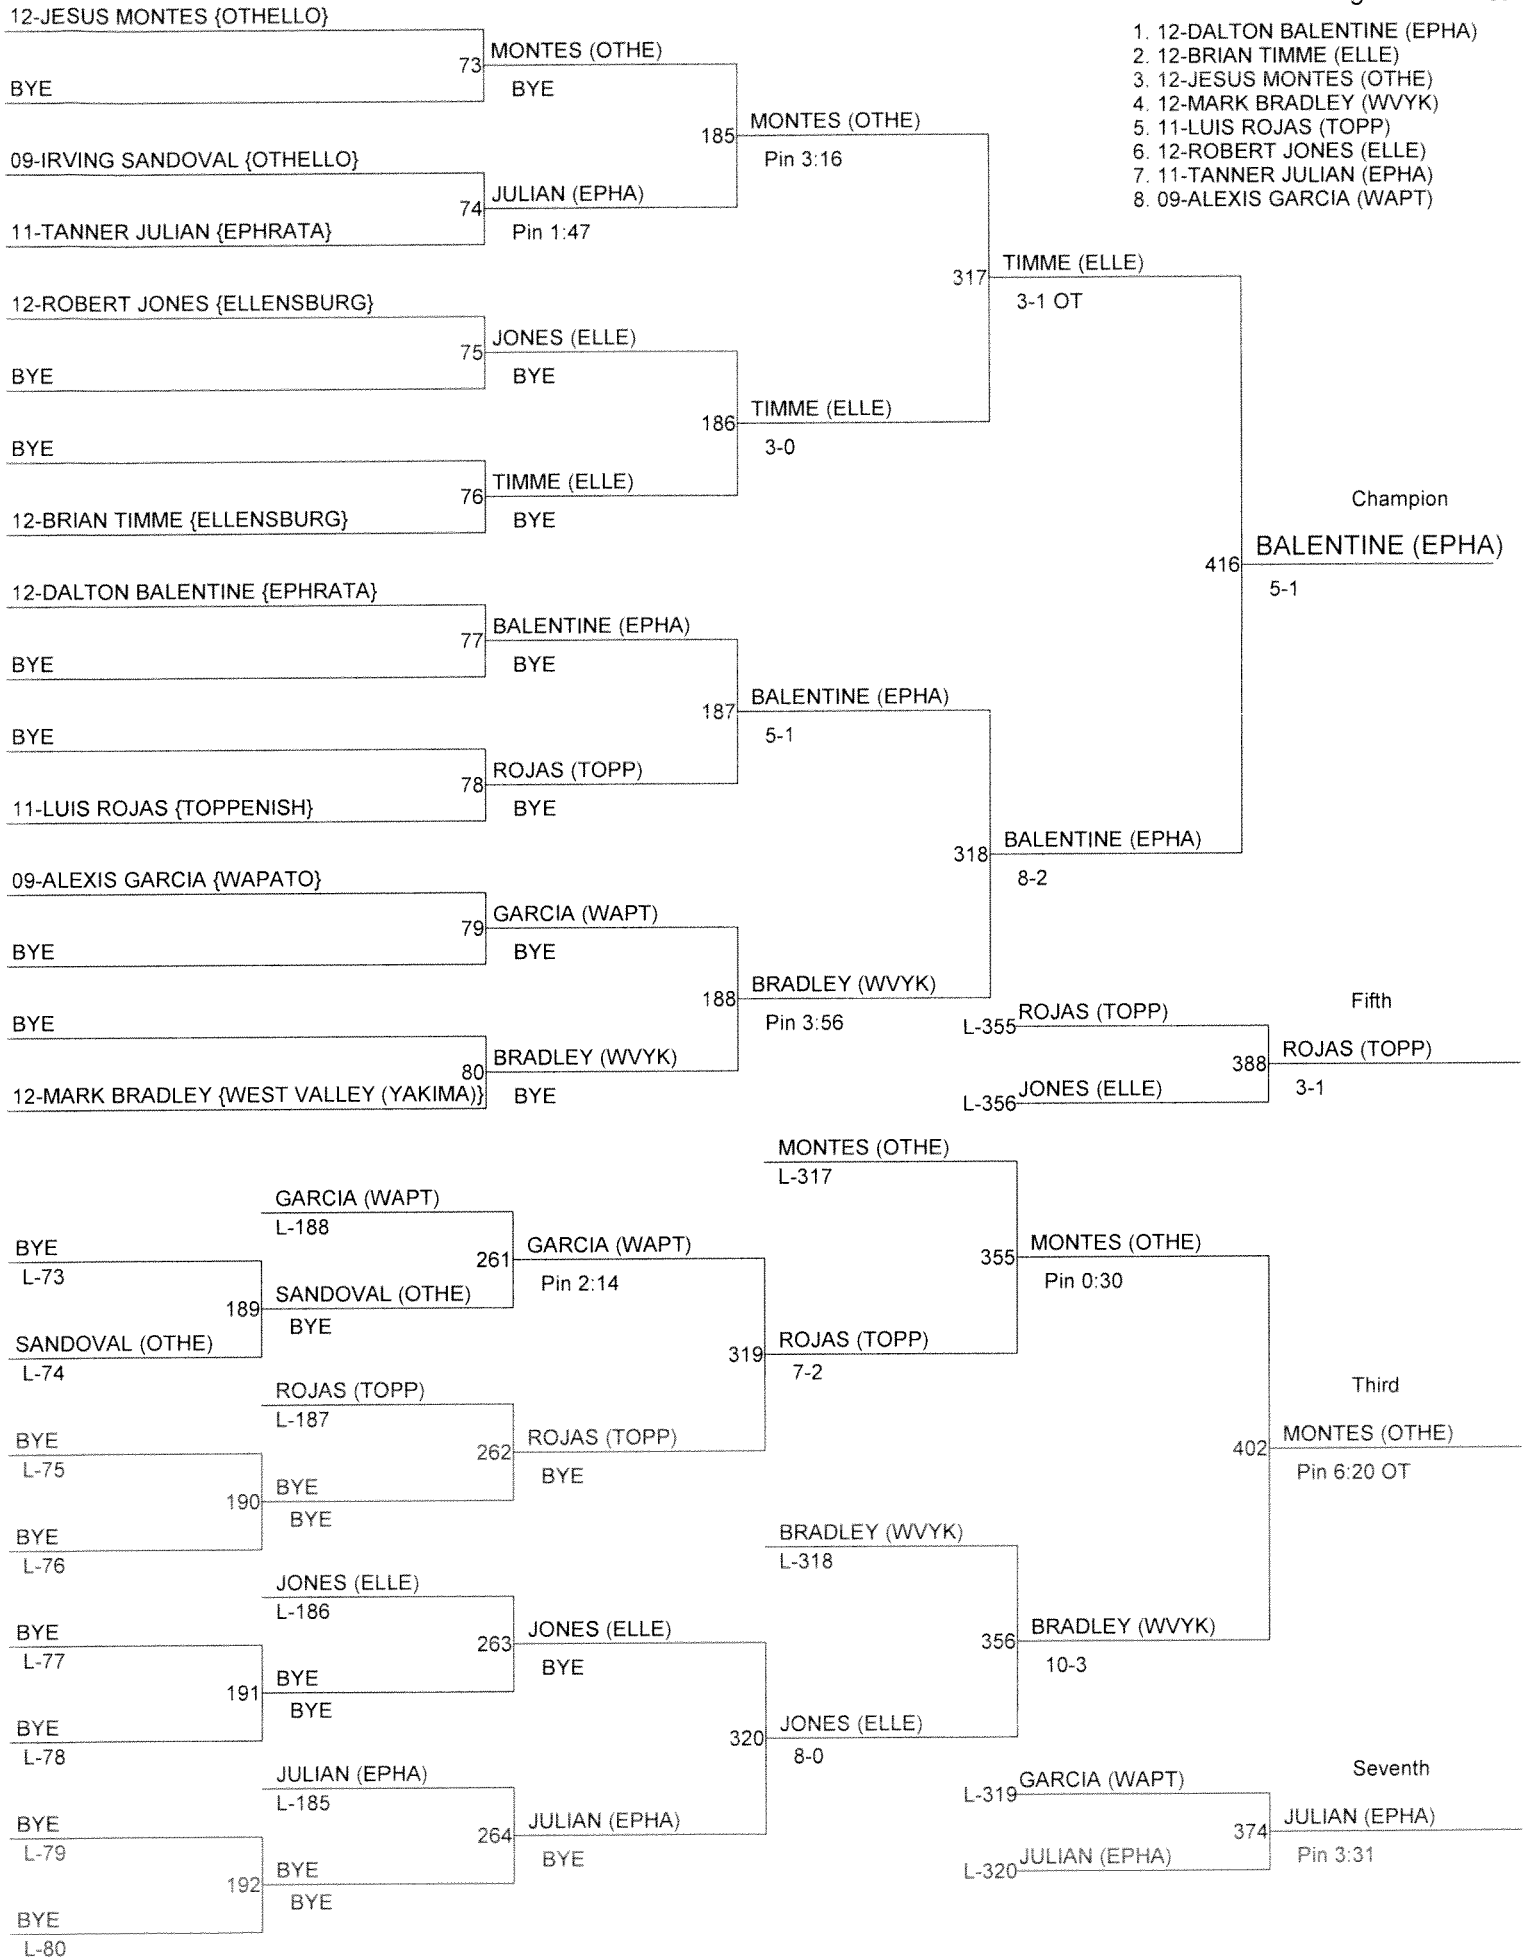 12-JESUS MONTES {OTHELLO}
73
MONTES (OTHE)
BYE
BYE
185
MONTES (OTHE)
Pin 3:16
09-IRVING SANDOVAL {OTHELLO}
74
JULIAN (EPHA)
11-TANNER JULIAN {EPHRATA}
Pin 1:47
1. 12-DALTON BALENTINE (EPHA)
2. 12-BRIAN TIMME (ELLE)
3. 12-JESUS MONTES (OTHE)
4. 12-MARK BRADLEY (WVYK)
5. 11-LUIS ROJAS (TOPP)
6. 12-ROBERT JONES (ELLE)
7. 11-TANNER JULIAN (EPHA)
8. 09-ALEXIS GARCIA (WAPT)
317
TIMME (ELLE)
3-1 OT
12-ROBERT JONES {ELLENSBURG}
75
JONES (ELLE)
BYE
BYE
186
TIMME (ELLE)
3-0
BYE
76
TIMME (ELLE)
12-BRIAN TIMME {ELLENSBURG}
BYE
Champion
416
BALENTINE (EPHA)
5-1
12-DALTON BALENTINE {EPHRATA}
77
BALENTINE (EPHA)
BYE
BYE
187
BALENTINE (EPHA)
5-1
BYE
78
ROJAS (TOPP)
11-LUIS ROJAS {TOPPENISH}
BYE
318
BALENTINE (EPHA)
8-2
09-ALEXIS GARCIA {WAPATO}
79
GARCIA (WAPT)
BYE
BYE
188
BRADLEY (WVYK)
Pin 3:56
BYE
80
BRADLEY (WVYK)
12-MARK BRADLEY {WEST VALLEY (YAKIMA)}
BYE
Fifth
L-355
ROJAS (TOPP)
388
ROJAS (TOPP)
3-1
L-356
JONES (ELLE)
MONTES (OTHE)
L-317
GARCIA (WAPT)
L-188
261
GARCIA (WAPT)
Pin 2:14
BYE
L-73
189
SANDOVAL (OTHE)
BYE
SANDOVAL (OTHE)
L-74
355
MONTES (OTHE)
Pin 0:30
319
ROJAS (TOPP)
7-2
ROJAS (TOPP)
L-187
262
ROJAS (TOPP)
BYE
BYE
L-75
190
BYE
BYE
BYE
L-76
Third
402
MONTES (OTHE)
Pin 6:20 OT
BRADLEY (WVYK)
L-318
JONES (ELLE)
L-186
263
JONES (ELLE)
BYE
BYE
L-77
191
BYE
BYE
BYE
L-78
356
BRADLEY (WVYK)
10-3
320
JONES (ELLE)
8-0
JULIAN (EPHA)
L-185
264
JULIAN (EPHA)
BYE
BYE
L-79
192
BYE
BYE
BYE
L-80
Seventh
L-319
GARCIA (WAPT)
374
JULIAN (EPHA)
Pin 3:31
L-320
JULIAN (EPHA)